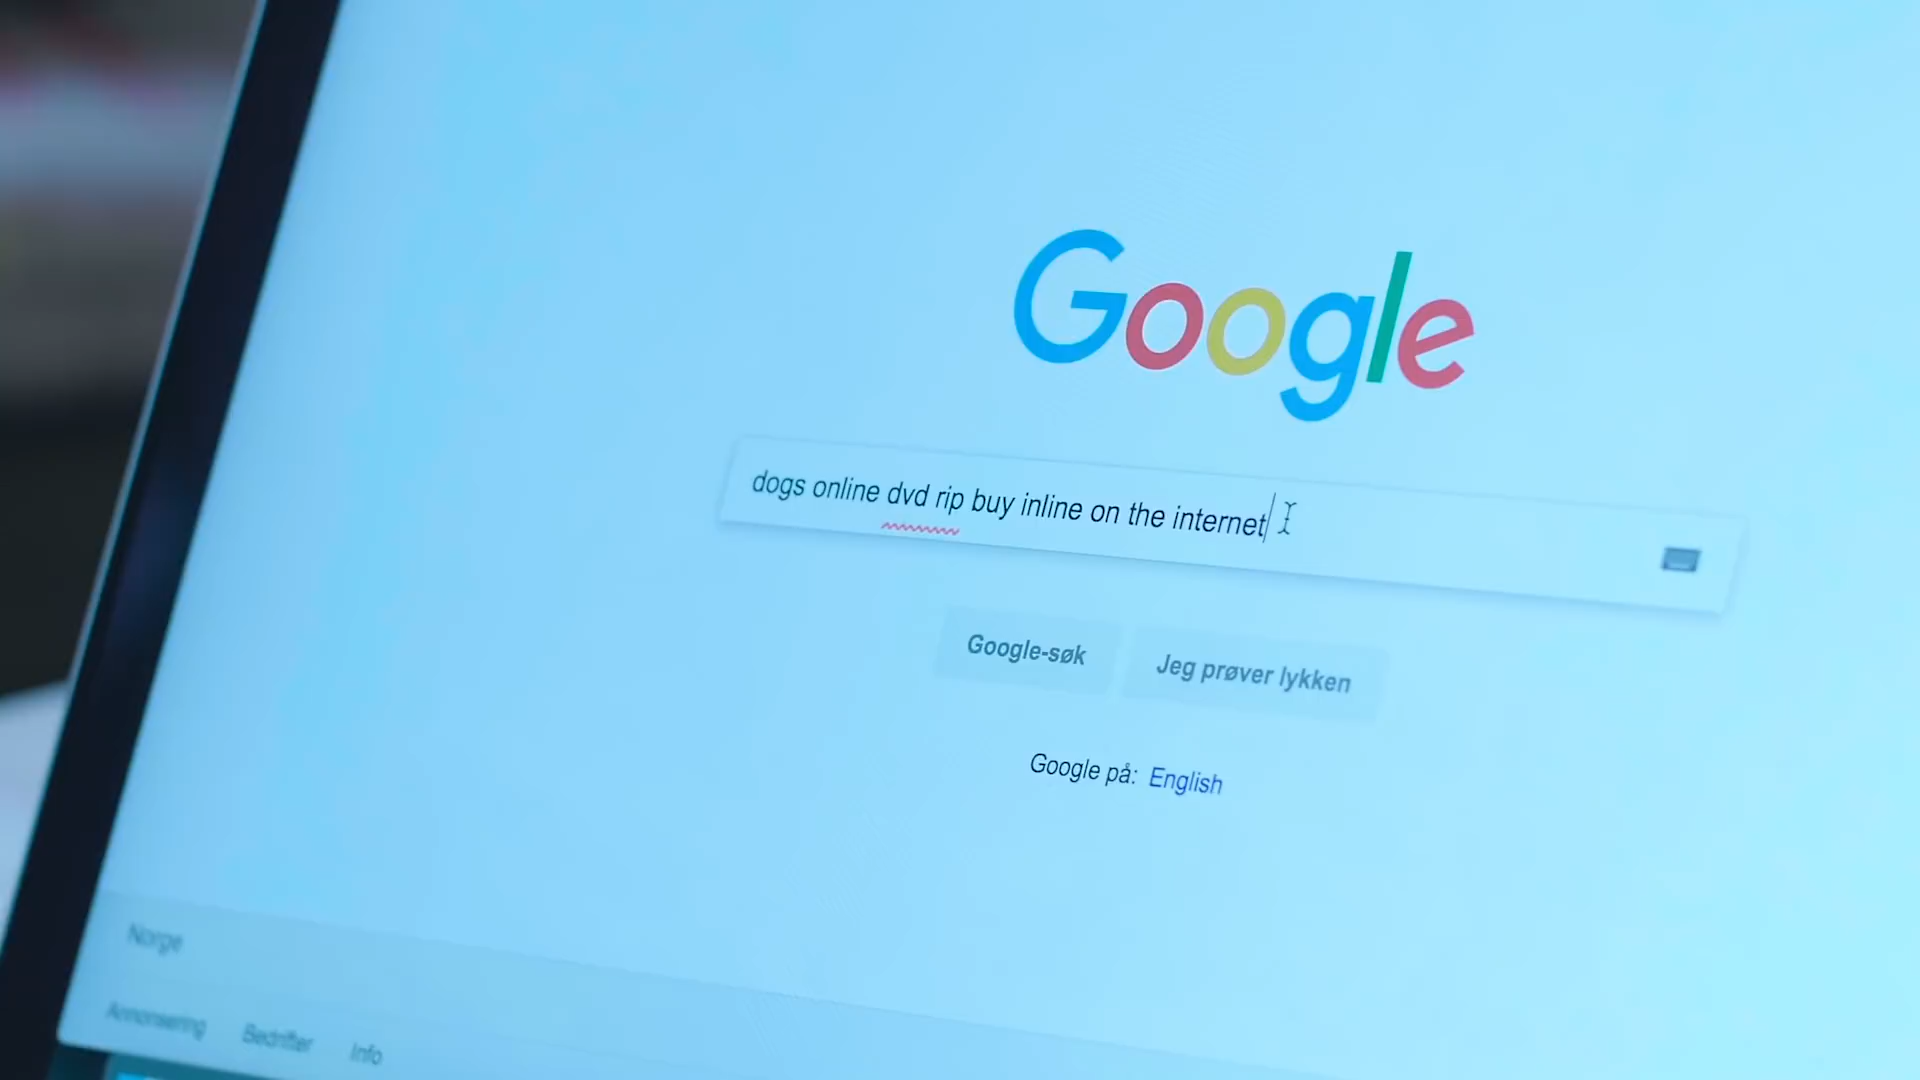 Google
dogs online dvd rip buy inline on the internet
Google-søk Jeg prøver lykken
Google på: English
Norge
Annonsering Bedrifter Info